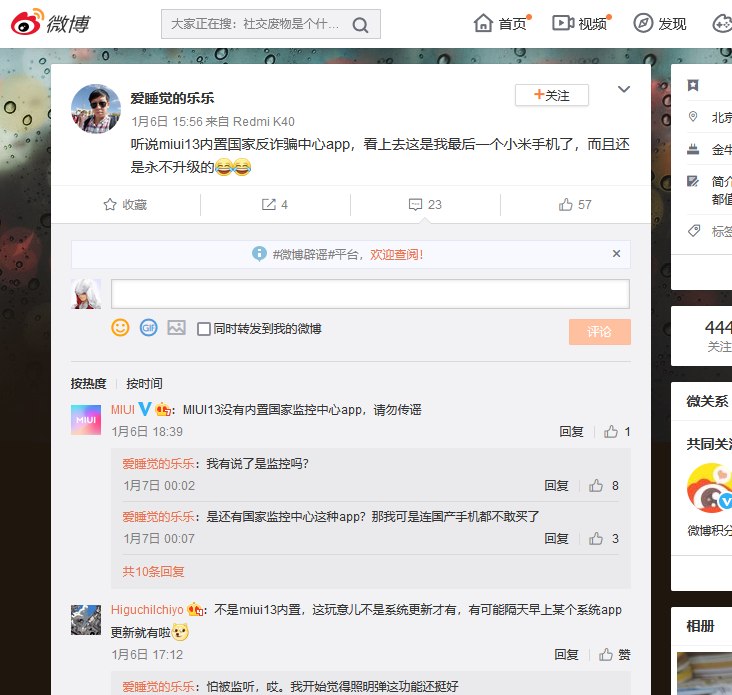 微博
大家正在搜：社交废物是个什...
首页
视频
发现
爱睡觉的乐乐
+关注
1月6日 15:56 来自 Redmi K40
听说miui13内置国家反诈骗中心app，看上去这是我最后一个小米手机了，而且还
是永不升级的😂😂
收藏
4
23
57
#微博辟谣#平台，欢迎查阅！
GIF
同时转发到我的微博
评论
按热度
按时间
MIUI
MIUI V：MIUI13没有内置国家监控中心app，请勿传谣
1月6日 18:39
回复
1
爱睡觉的乐乐：我有说了是监控吗？
1月7日 00:02
回复
8
爱睡觉的乐乐：是还有国家监控中心这种app？那我可是连国产手机都不敢买了
1月7日 00:07
回复
3
共10条回复
HiguchiIchiyo：不是miui13内置，这玩意儿不是系统更新才有，有可能隔天早上某个系统app
更新就有啦
1月6日 17:12
回复
赞
爱睡觉的乐乐：怕被监听，哎。我开始觉得照明弹这功能还挺好
北京
金牛
简介
都值
标签
444
关注
微关系
共同关注
微博积分
相册